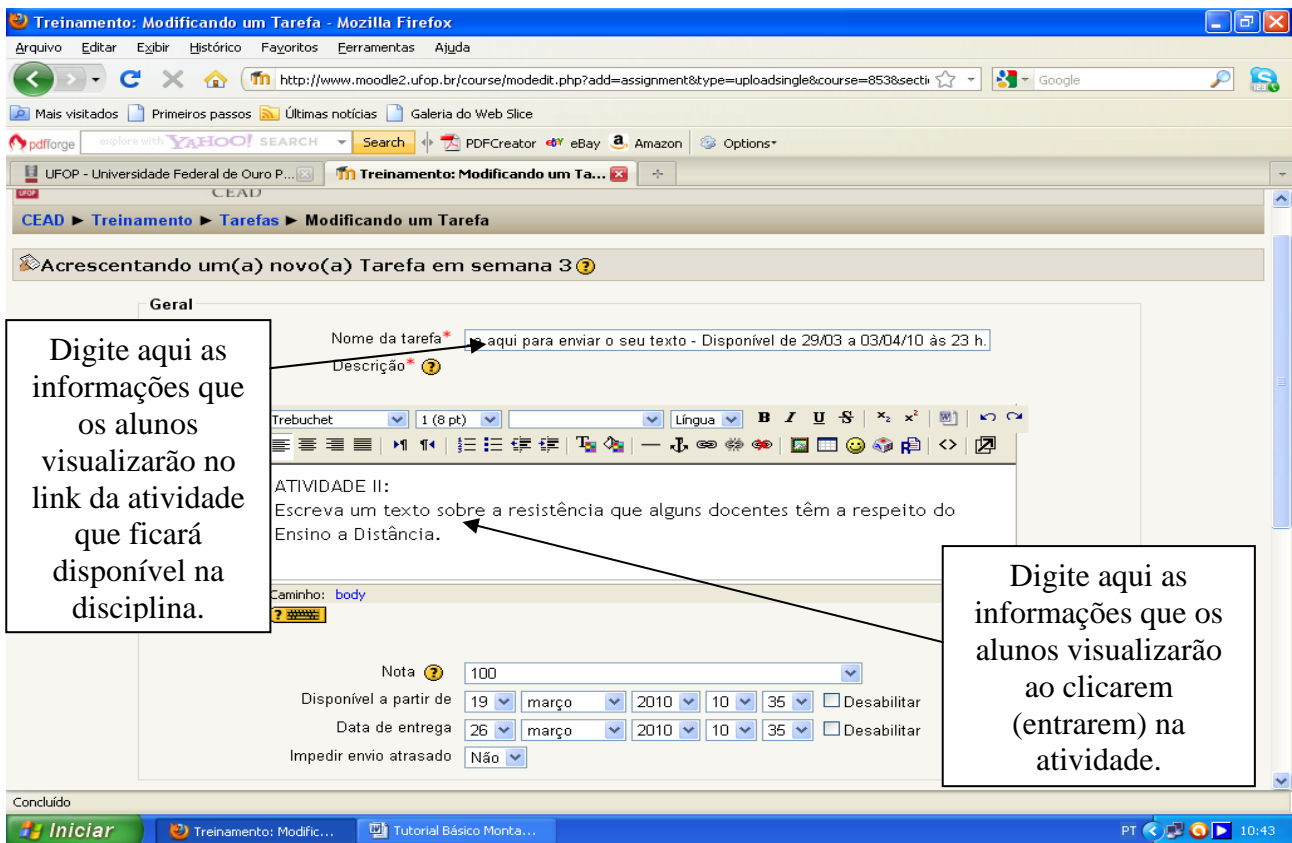 Treinamento: Modificando um Tarefa - Mozilla Firefox
Arquivo Editar Exibir Histórico Favoritos Ferramentas Ajuda
http://www.moodle2.ufop.br/course/modedit.php?add=assignment&type=uploadsingle&course=853&secti Google
Mais visitados Primeiros passos Últimas notícias Galeria do Web Slice
pdfforge explore with YAHOO! SEARCH Search PDFCreator eBay Amazon Options
UFOP - Universidade Federal de Ouro P... Treinamento: Modificando um Ta...
UFOP CEAD
CEAD ► Treinamento ► Tarefas ► Modificando um Tarefa
Acrescentando um(a) novo(a) Tarefa em semana 3
Geral
Nome da tarefa* aqui para enviar o seu texto - Disponível de 29/03 a 03/04/10 às 23 h.
Descrição*
Trebuchet 1 (8 pt) Língua B I U S x₂ x²
ATIVIDADE II:
Escreva um texto sobre a resistência que alguns docentes têm a respeito do
Ensino a Distância.
Caminho: body
Nota 100
Disponível a partir de 19 março 2010 10 35 Desabilitar
Data de entrega 26 março 2010 10 35 Desabilitar
Impedir envio atrasado Não
Digite aqui as
informações que
os alunos
visualizarão no
link da atividade
que ficará
disponível na
disciplina.
Digite aqui as
informações que os
alunos visualizarão
ao clicarem
(entrarem) na
atividade.
Concluído
Iniciar Treinamento: Modific... Tutorial Básico Monta... PT 10:43